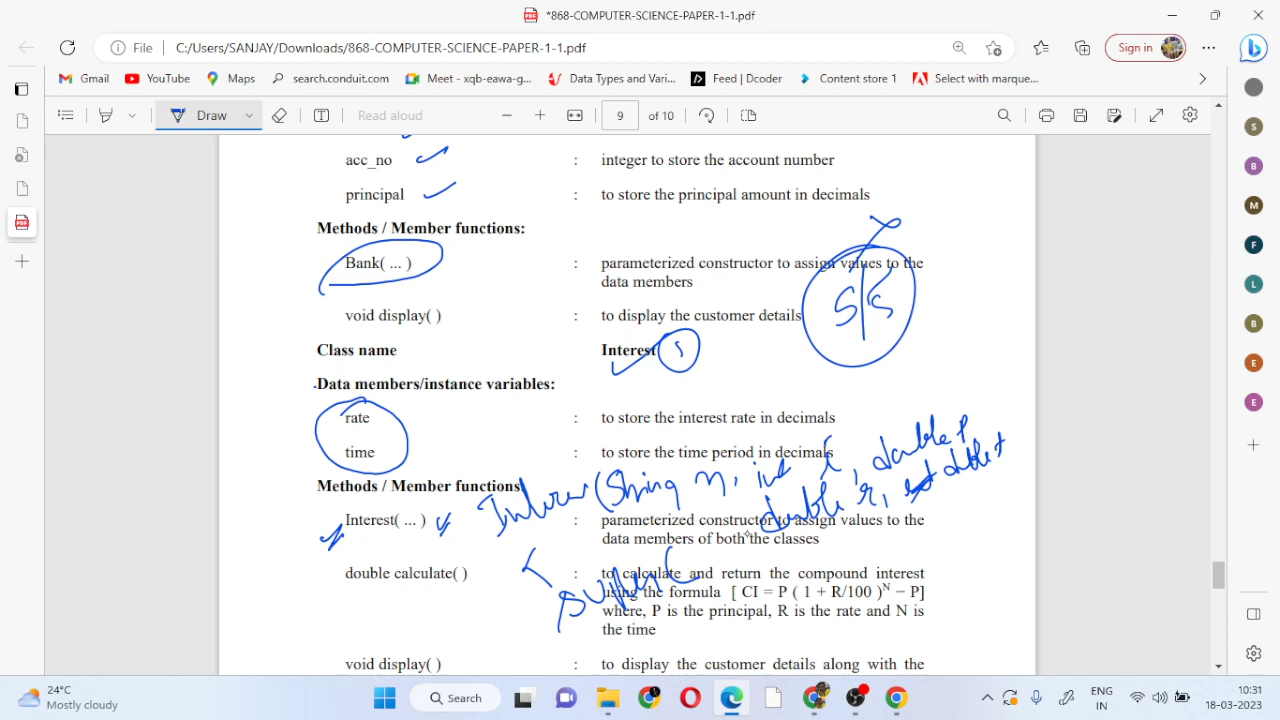 *868-COMPUTER-SCIENCE-PAPER-1-1.pdf
File | C:/Users/SANJAY/Downloads/868-COMPUTER-SCIENCE-PAPER-1-1.pdf
Sign in
Gmail YouTube Maps search.conduit.com Meet - xqb-eawa-g... Data Types and Vari... Feed | Dcoder Content store 1 Select with marque...
Draw Read aloud 9 of 10
acc_no : integer to store the account number
principal : to store the principal amount in decimals
Methods / Member functions:
Bank( ... ) : parameterized constructor to assign values to the
data members
S S
void display( ) : to display the customer details
Class name Interest
Data members/instance variables:
rate : to store the interest rate in decimals
time : to store the time period in decimals
Methods / Member functions:
(String n, int , double P
double r, double t
Interest( ... ) : parameterized constructor to assign values to the
data members of both the classes
super(
double calculate( ) : to calculate and return the compound interest
using the formula [ CI = P ( 1 + R/100 )ᴺ − P]
where, P is the principal, R is the rate and N is
the time
void display( ) : to display the customer details along with the
S
B
M
F
L
B
E
E
24°C
Mostly cloudy
Search
ENG
IN
10:31
18-03-2023